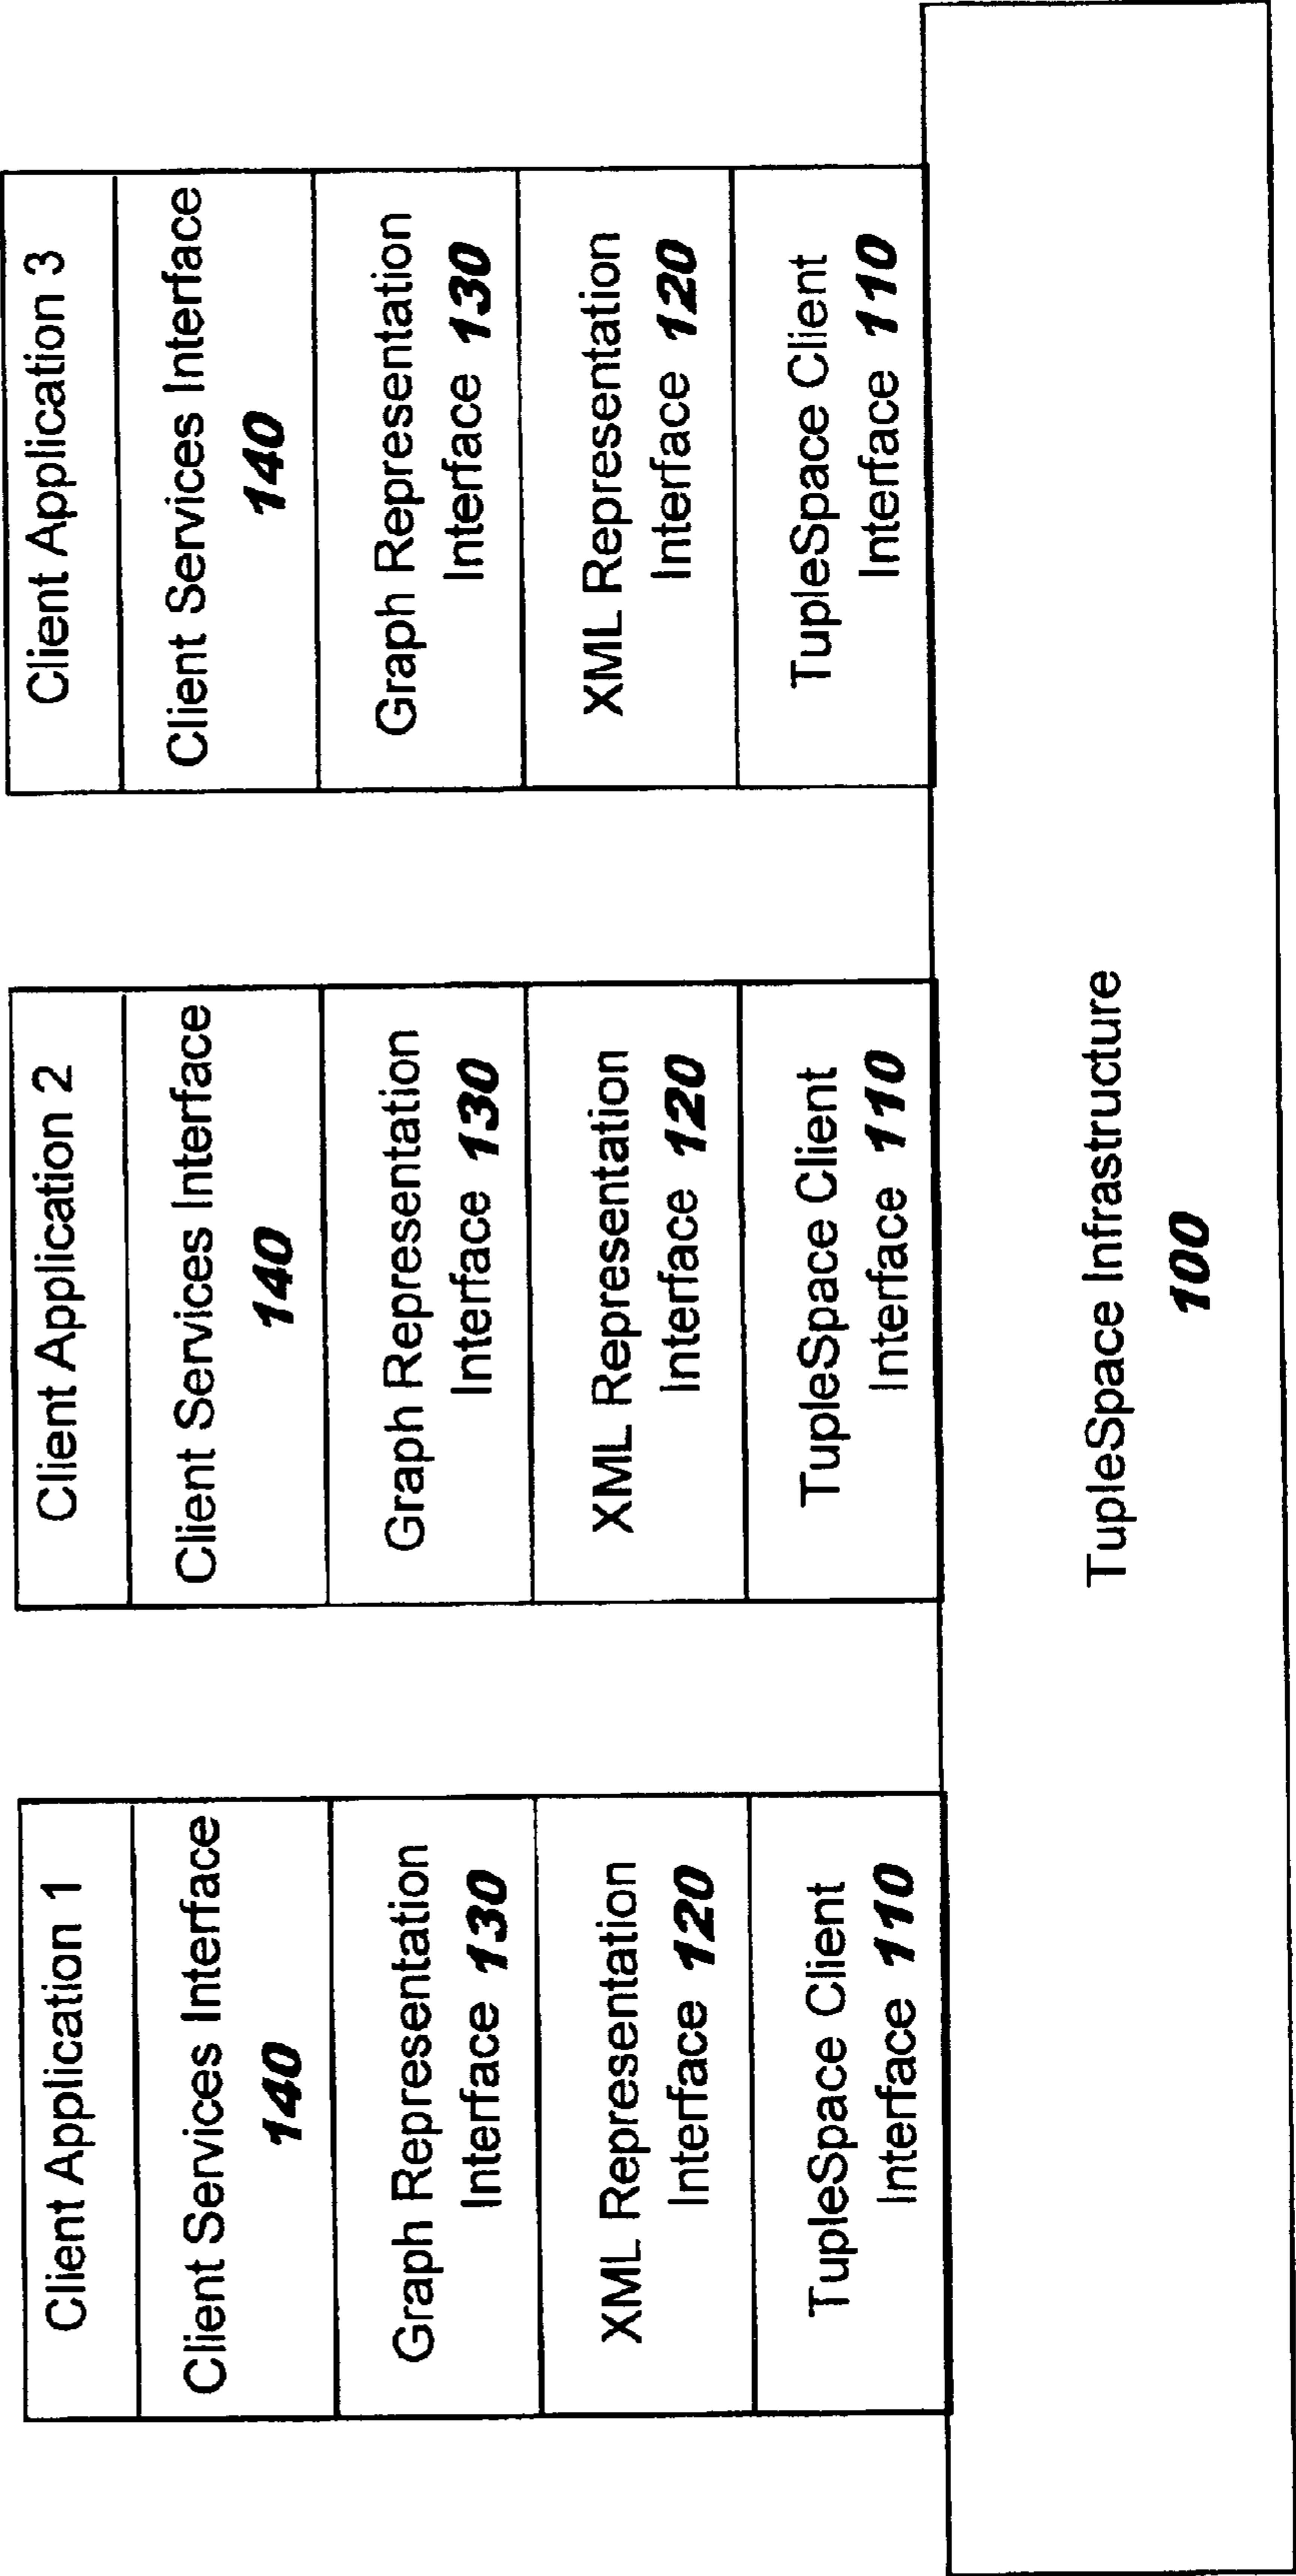 Client Application 1
Client Services Interface
140
Graph Representation
Interface 130
XML Representation
Interface 120
TupleSpace Client
Interface 110
Client Application 2
Client Services Interface
140
Graph Representation
Interface 130
XML Representation
Interface 120
TupleSpace Client
Interface 110
Client Application 3
Client Services Interface
140
Graph Representation
Interface 130
XML Representation
Interface 120
TupleSpace Client
Interface 110
TupleSpace Infrastructure
100